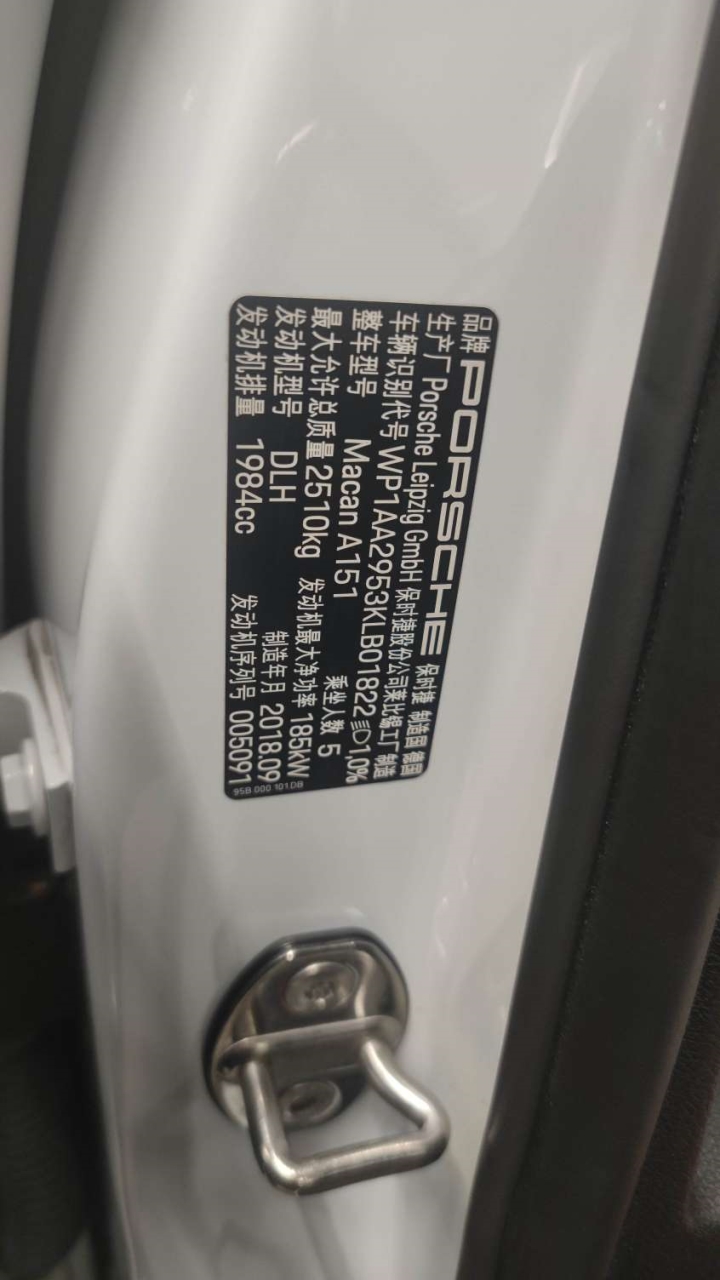 品牌 PORSCHE 保时捷 制造国 德国
生产厂 Porsche Leipzig GmbH 保时捷股份公司莱比锡工厂 制造
车辆识别代号 WP1AA2953KLB01822 1,0%
整车型号 Macan A151 乘坐人数 5
最大允许总质量 2510kg 发动机最大净功率 185kW
发动机型号 DLH 制造年月 2018.09
发动机排量 1984cc 发动机序列号 005091
95B 000 101 DB